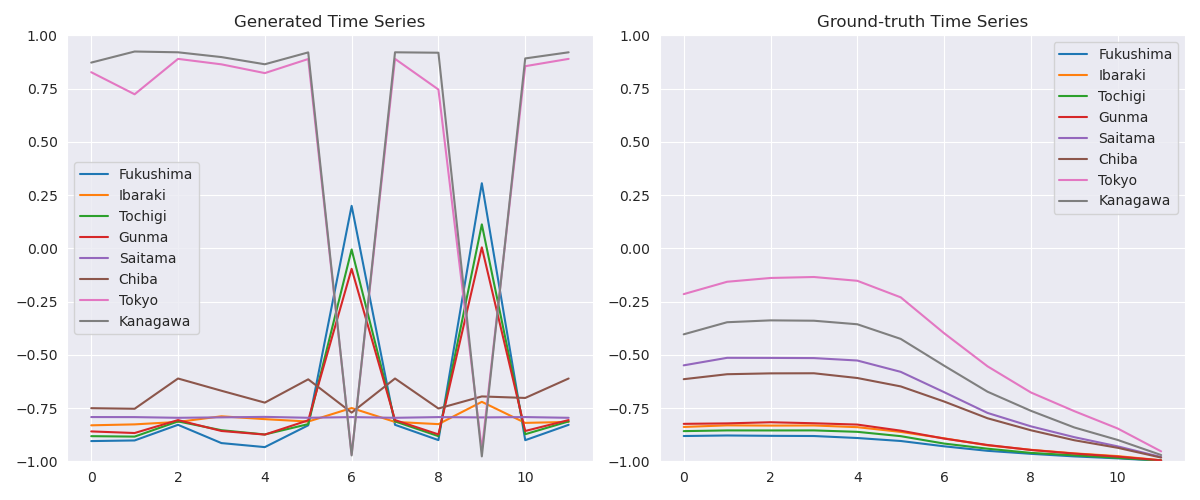 Generated Time Series
1.00
0.75
0.50
0.25
0.00
−0.25
−0.50
−0.75
−1.00
0 2 4 6 8 10
Fukushima
Ibaraki
Tochigi
Gunma
Saitama
Chiba
Tokyo
Kanagawa
Ground-truth Time Series
1.00
0.75
0.50
0.25
0.00
−0.25
−0.50
−0.75
−1.00
0 2 4 6 8 10
Fukushima
Ibaraki
Tochigi
Gunma
Saitama
Chiba
Tokyo
Kanagawa